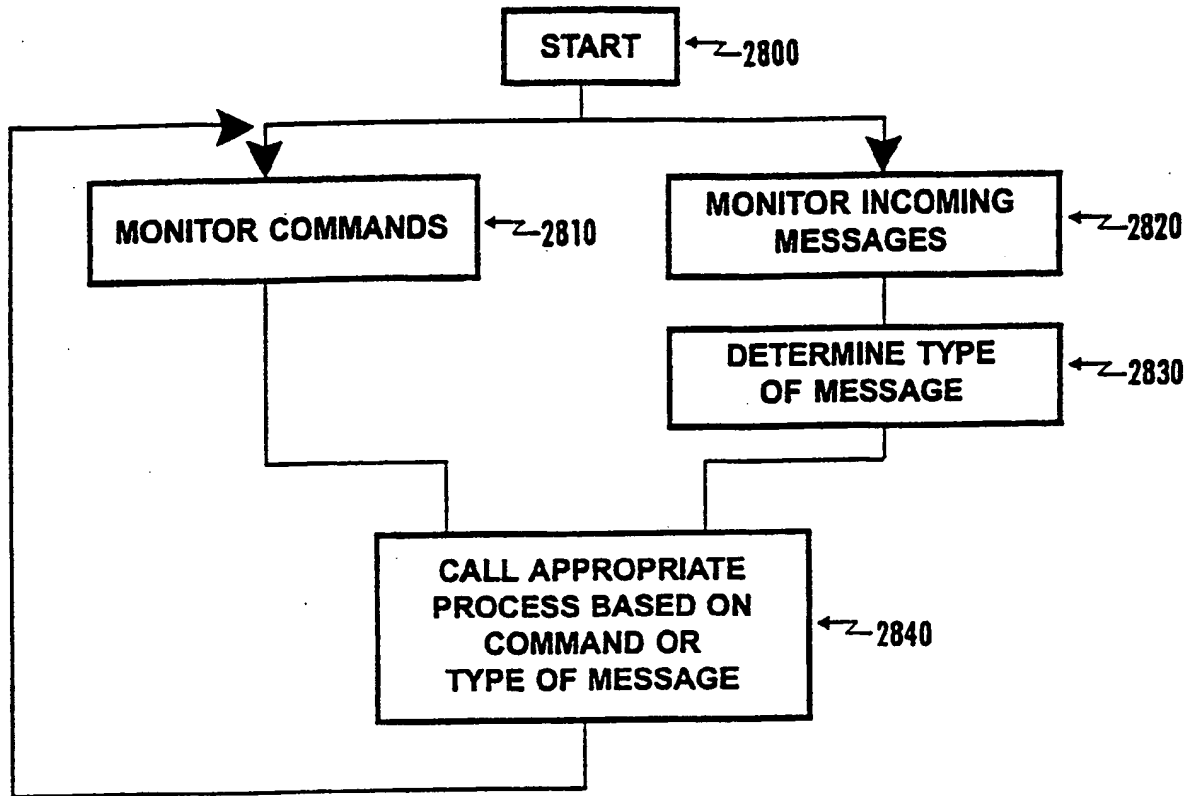 START
2800
MONITOR COMMANDS
2810
MONITOR INCOMING
MESSAGES
2820
DETERMINE TYPE
OF MESSAGE
2830
CALL APPROPRIATE
PROCESS BASED ON
COMMAND OR
TYPE OF MESSAGE
2840